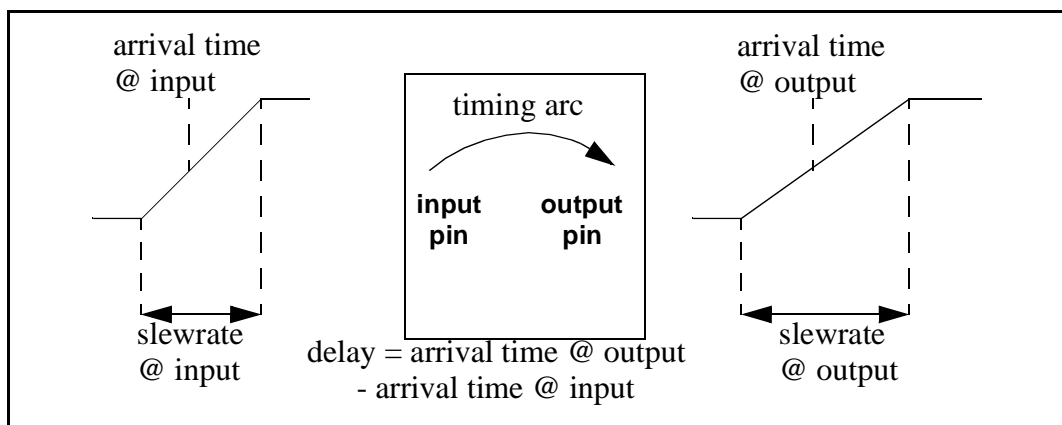 arrival time
@ input
arrival time
@ output
timing arc
input
pin
output
pin
slewrate
@ input
delay = arrival time @ output
- arrival time @ input
slewrate
@ output